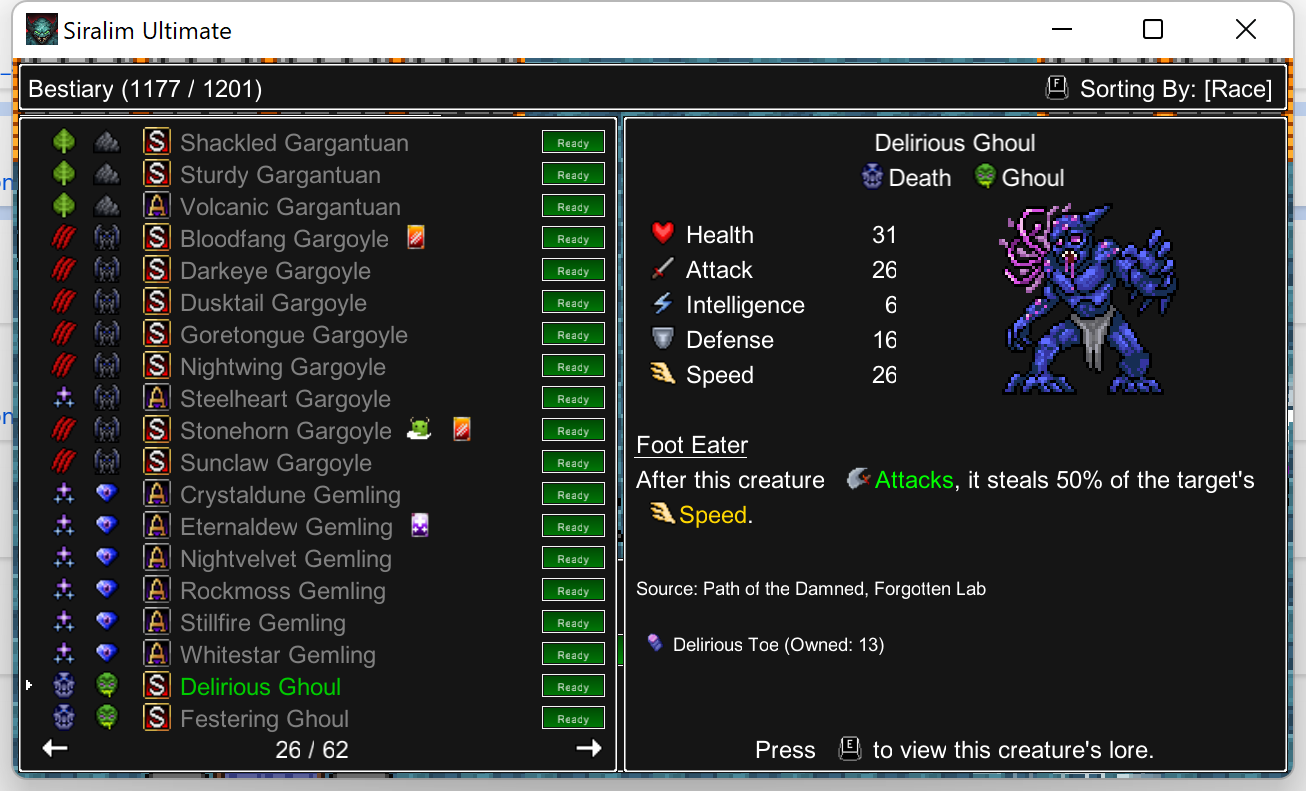 Siralim Ultimate
Bestiary (1177 / 1201)
F Sorting By: [Race]
S Shackled Gargantuan Ready
S Sturdy Gargantuan Ready
A Volcanic Gargantuan Ready
S Bloodfang Gargoyle Ready
S Darkeye Gargoyle Ready
S Dusktail Gargoyle Ready
S Goretongue Gargoyle Ready
S Nightwing Gargoyle Ready
A Steelheart Gargoyle Ready
S Stonehorn Gargoyle Ready
S Sunclaw Gargoyle Ready
A Crystaldune Gemling Ready
A Eternaldew Gemling Ready
A Nightvelvet Gemling Ready
A Rockmoss Gemling Ready
A Stillfire Gemling Ready
A Whitestar Gemling Ready
S Delirious Ghoul Ready
S Festering Ghoul Ready
26 / 62
Delirious Ghoul
Death Ghoul
Health 31
Attack 26
Intelligence 6
Defense 16
Speed 26
Foot Eater
After this creature Attacks, it steals 50% of the target's
Speed.
Source: Path of the Damned, Forgotten Lab
Delirious Toe (Owned: 13)
Press E to view this creature's lore.